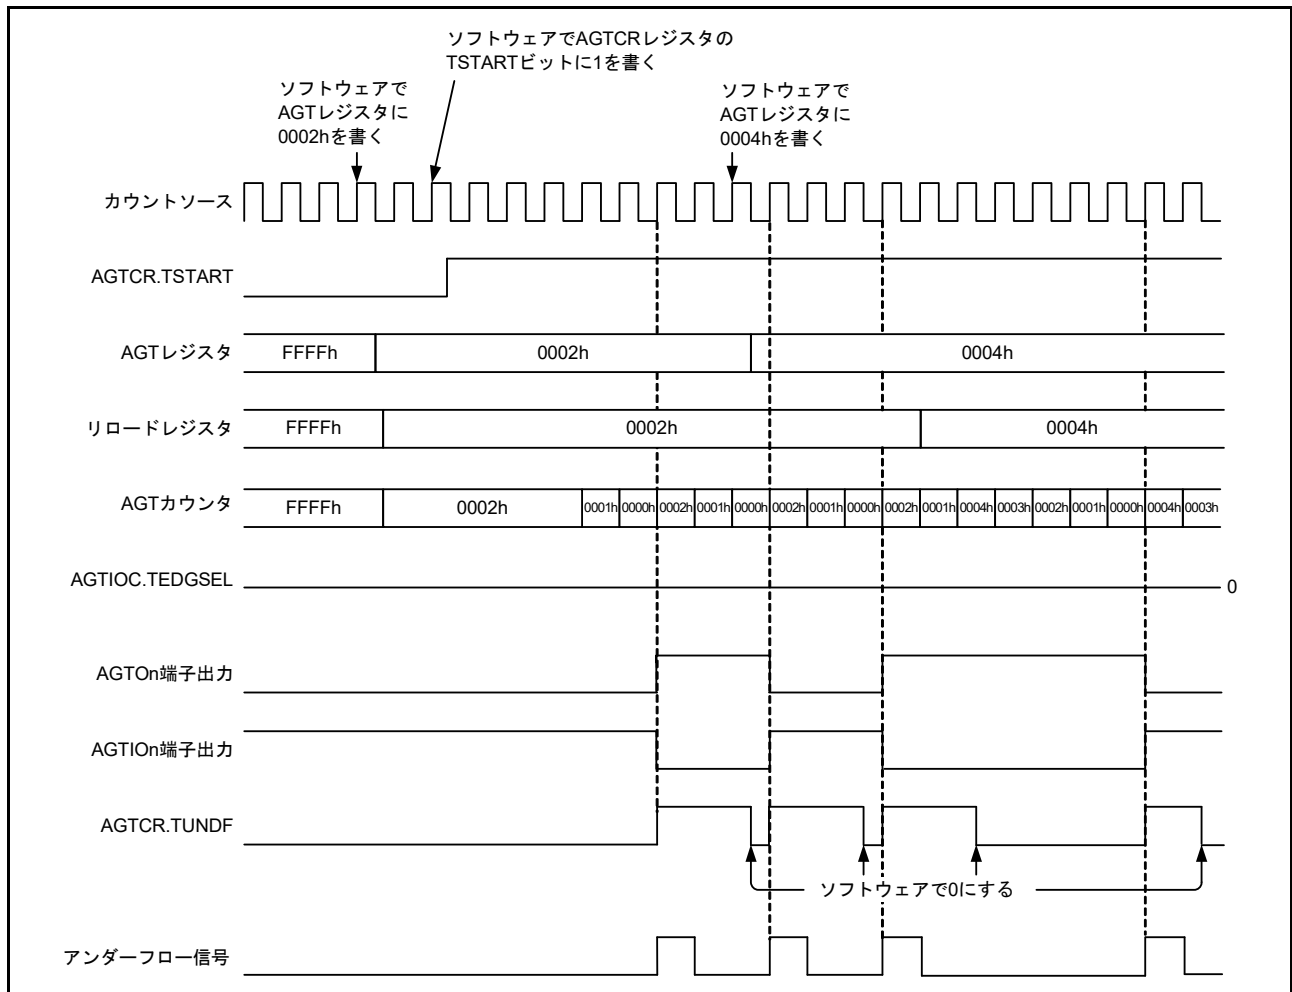 ソフトウェアでAGTCRレジスタの
TSTARTビットに1を書く
ソフトウェアで
AGTレジスタに
0002hを書く
ソフトウェアで
AGTレジスタに
0004hを書く
カウントソース
AGTCR.TSTART
AGTレジスタ FFFFh 0002h 0004h
リロードレジスタ FFFFh 0002h 0004h
AGTカウンタ FFFFh 0002h 0001h 0000h 0002h 0001h 0000h 0002h 0001h 0000h 0002h 0001h 0004h 0003h 0002h 0001h 0000h 0004h 0003h
AGTIOC.TEDGSEL 0
AGTOn端子出力
AGTIOn端子出力
AGTCR.TUNDF
ソフトウェアで0にする
アンダーフロー信号